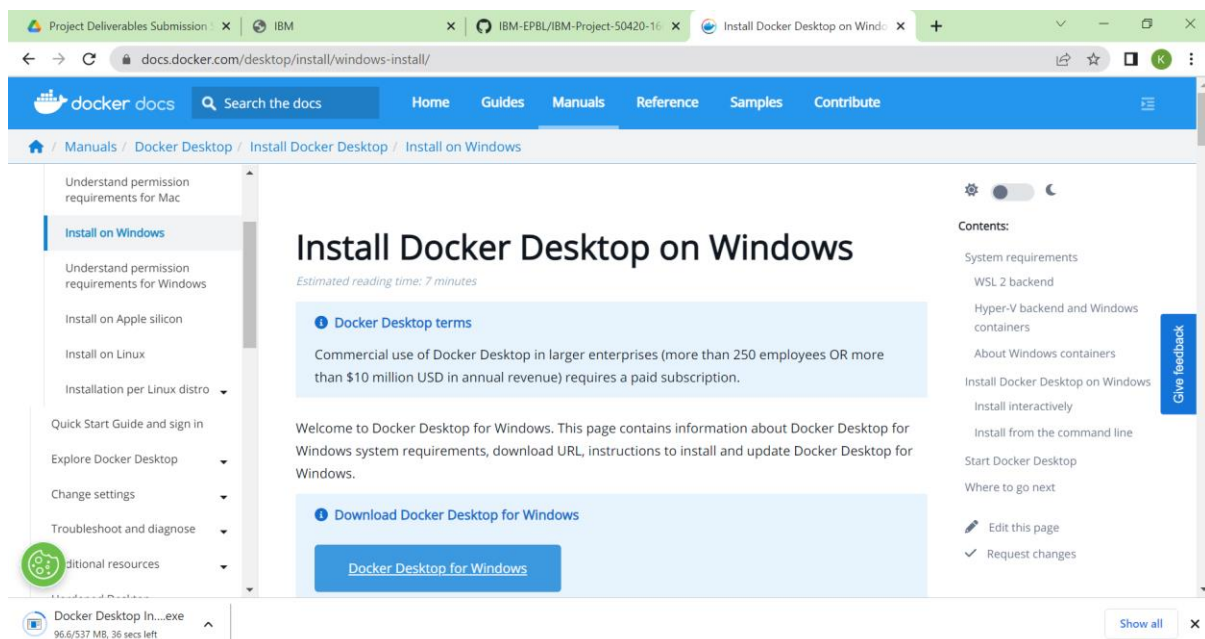 Project Deliverables Submission
IBM
IBM-EPBL/IBM-Project-50420-16
Install Docker Desktop on Windo
docs.docker.com/desktop/install/windows-install/
K
docker docs
Search the docs
Home
Guides
Manuals
Reference
Samples
Contribute
/ Manuals / Docker Desktop / Install Docker Desktop / Install on Windows
Understand permission
requirements for Mac
Install on Windows
Understand permission
requirements for Windows
Install on Apple silicon
Install on Linux
Installation per Linux distro
Quick Start Guide and sign in
Explore Docker Desktop
Change settings
Troubleshoot and diagnose
ditional resources
Install Docker Desktop on Windows
Estimated reading time: 7 minutes
Docker Desktop terms
Commercial use of Docker Desktop in larger enterprises (more than 250 employees OR more
than $10 million USD in annual revenue) requires a paid subscription.
Welcome to Docker Desktop for Windows. This page contains information about Docker Desktop for
Windows system requirements, download URL, instructions to install and update Docker Desktop for
Windows.
Download Docker Desktop for Windows
Docker Desktop for Windows
Contents:
System requirements
WSL 2 backend
Hyper-V backend and Windows
containers
About Windows containers
Install Docker Desktop on Windows
Install interactively
Install from the command line
Start Docker Desktop
Where to go next
Edit this page
Request changes
Give feedback
Docker Desktop In....exe
96.6/537 MB, 36 secs left
Show all